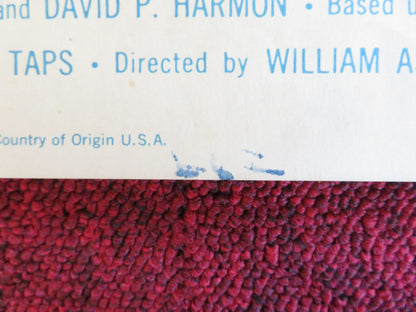 and DAVID P. HARMON • Based
TAPS • Directed by WILLIAM A.
Country of Origin U.S.A.